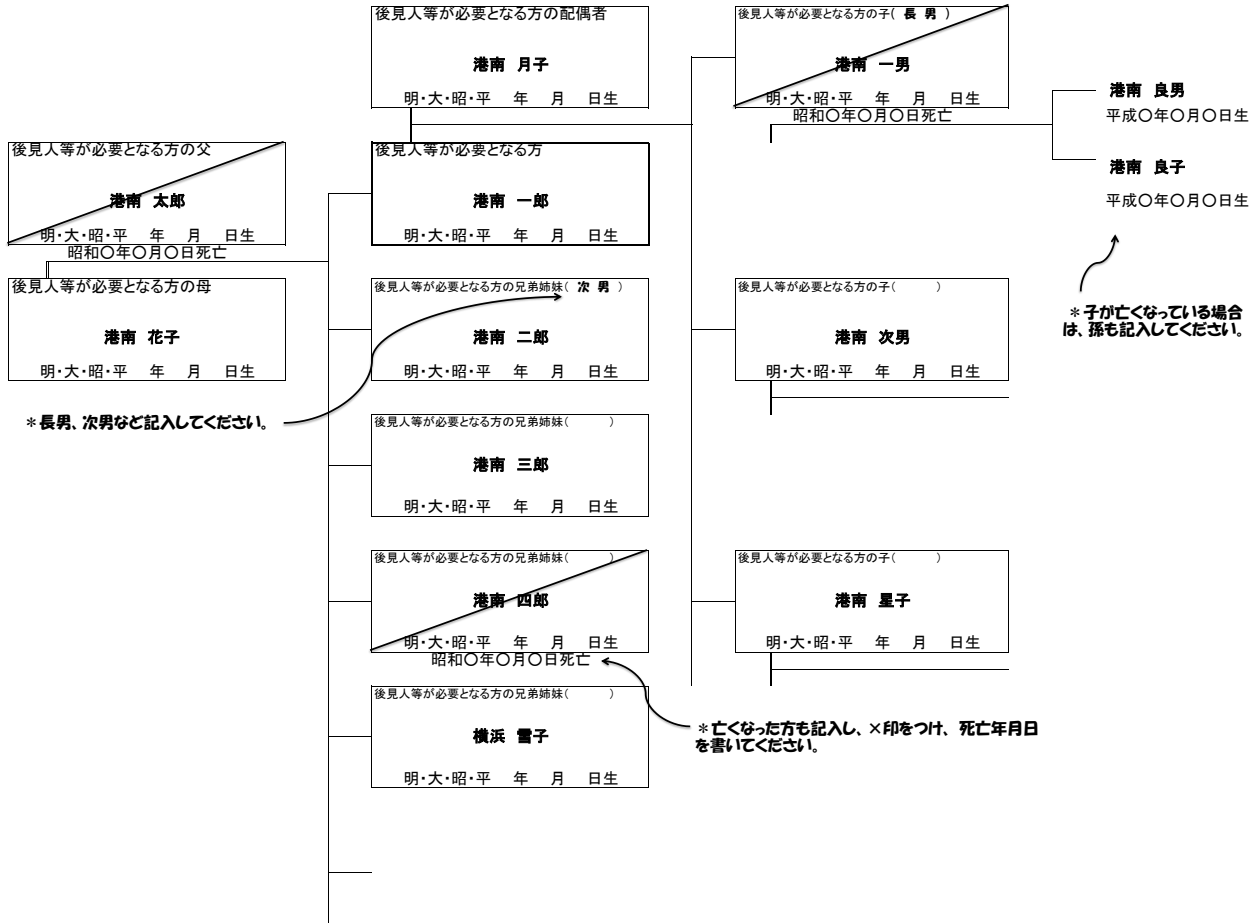 後見人等が必要となる方の配偶者
港南 月子
明・大・昭・平 年 月 日生
後見人等が必要となる方の子( 長 男 )
港南 一男
明・大・昭・平 年 月 日生
昭和○年○月○日死亡
港南 良男
平成○年○月○日生
港南 良子
平成○年○月○日生
*子が亡くなっている場合
は、孫も記入してください。
後見人等が必要となる方の父
港南 太郎
明・大・昭・平 年 月 日生
昭和○年○月○日死亡
後見人等が必要となる方の母
港南 花子
明・大・昭・平 年 月 日生
*長男、次男など記入してください。
後見人等が必要となる方
港南 一郎
明・大・昭・平 年 月 日生
後見人等が必要となる方の兄弟姉妹( 次 男 )
港南 二郎
明・大・昭・平 年 月 日生
後見人等が必要となる方の兄弟姉妹( )
港南 三郎
明・大・昭・平 年 月 日生
後見人等が必要となる方の兄弟姉妹( )
港南 四郎
明・大・昭・平 年 月 日生
昭和○年○月○日死亡
後見人等が必要となる方の兄弟姉妹( )
横浜 雪子
明・大・昭・平 年 月 日生
後見人等が必要となる方の子( )
港南 次男
明・大・昭・平 年 月 日生
後見人等が必要となる方の子( )
港南 星子
明・大・昭・平 年 月 日生
*亡くなった方も記入し、×印をつけ、死亡年月日
を書いてください。